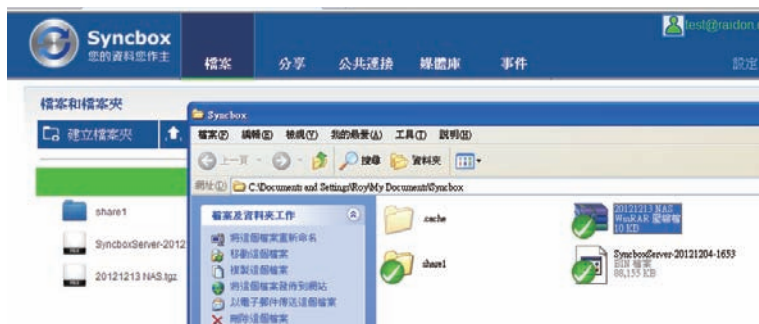 Syncbox
您的資料您作主
test@raidon.
檔案
分享
公共連接
媒體庫
事件
設定
檔案和檔案夾
建立檔案夾
share1
SyncboxServer-2012
20121213 NAS.tgz
Syncbox
檔案(F) 編輯(E) 檢視(V) 我的最愛(A) 工具(T) 說明(H)
上一頁
搜尋
資料夾
網址(D)
C:\Documents and Settings\Roy\My Documents\Syncbox
檔案及資料夾工作
將這個檔案重新命名
移動這個檔案
複製這個檔案
將這個檔案發佈到網站
以電子郵件傳送這個檔案
刪除這個檔案
.cache
share1
20121213 NAS
WinRAR 壓縮檔
10 KB
SyncboxServer-20121204-1653
BIN 檔案
88,155 KB